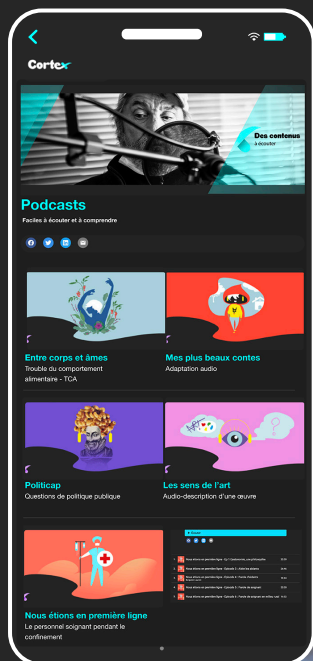 Cortex
Des contenus
à écouter
Podcasts
Faciles à écouter et à comprendre
Entre corps et âmes
Trouble du comportement
alimentaire - TCA
Mes plus beaux contes
Adaptation audio
Politicap
Questions de politique publique
Les sens de l'art
Audio-description d'une œuvre
Nous étions en première ligne
Le personnel soignant pendant le
confinement